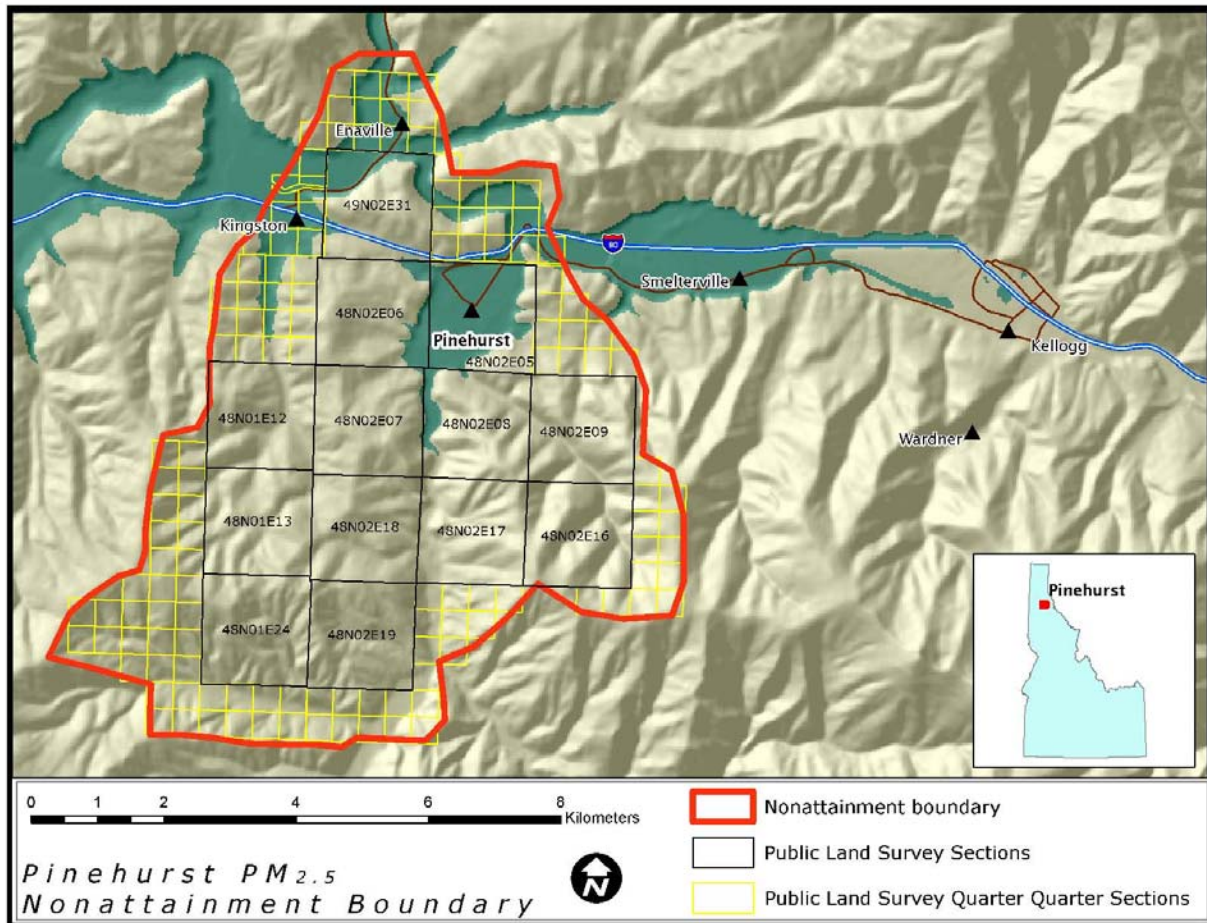 Enaville
49N02E31
Kingston
80
Smelterville
48N02E06
Pinehurst
48N02E05
Kellogg
48N01E12
48N02E07
48N02E08
48N02E09
Wardner
48N01E13
48N02E18
48N02E17
48N02E16
Pinehurst
48N01E24
48N02E19
0 1 2 4 6 8
Kilometers
Nonattainment boundary
Public Land Survey Sections
Public Land Survey Quarter Quarter Sections
Pinehurst PM2.5
Nonattainment Boundary
N